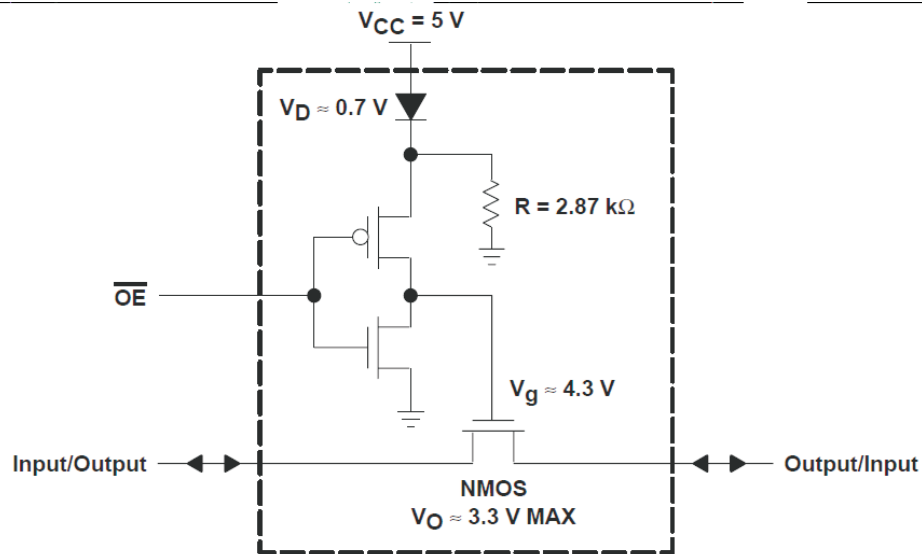 VCC = 5 V
VD ≈ 0.7 V
R = 2.87 kΩ
OE
Vg ≈ 4.3 V
Input/Output
Output/Input
NMOS
VO ≈ 3.3 V MAX